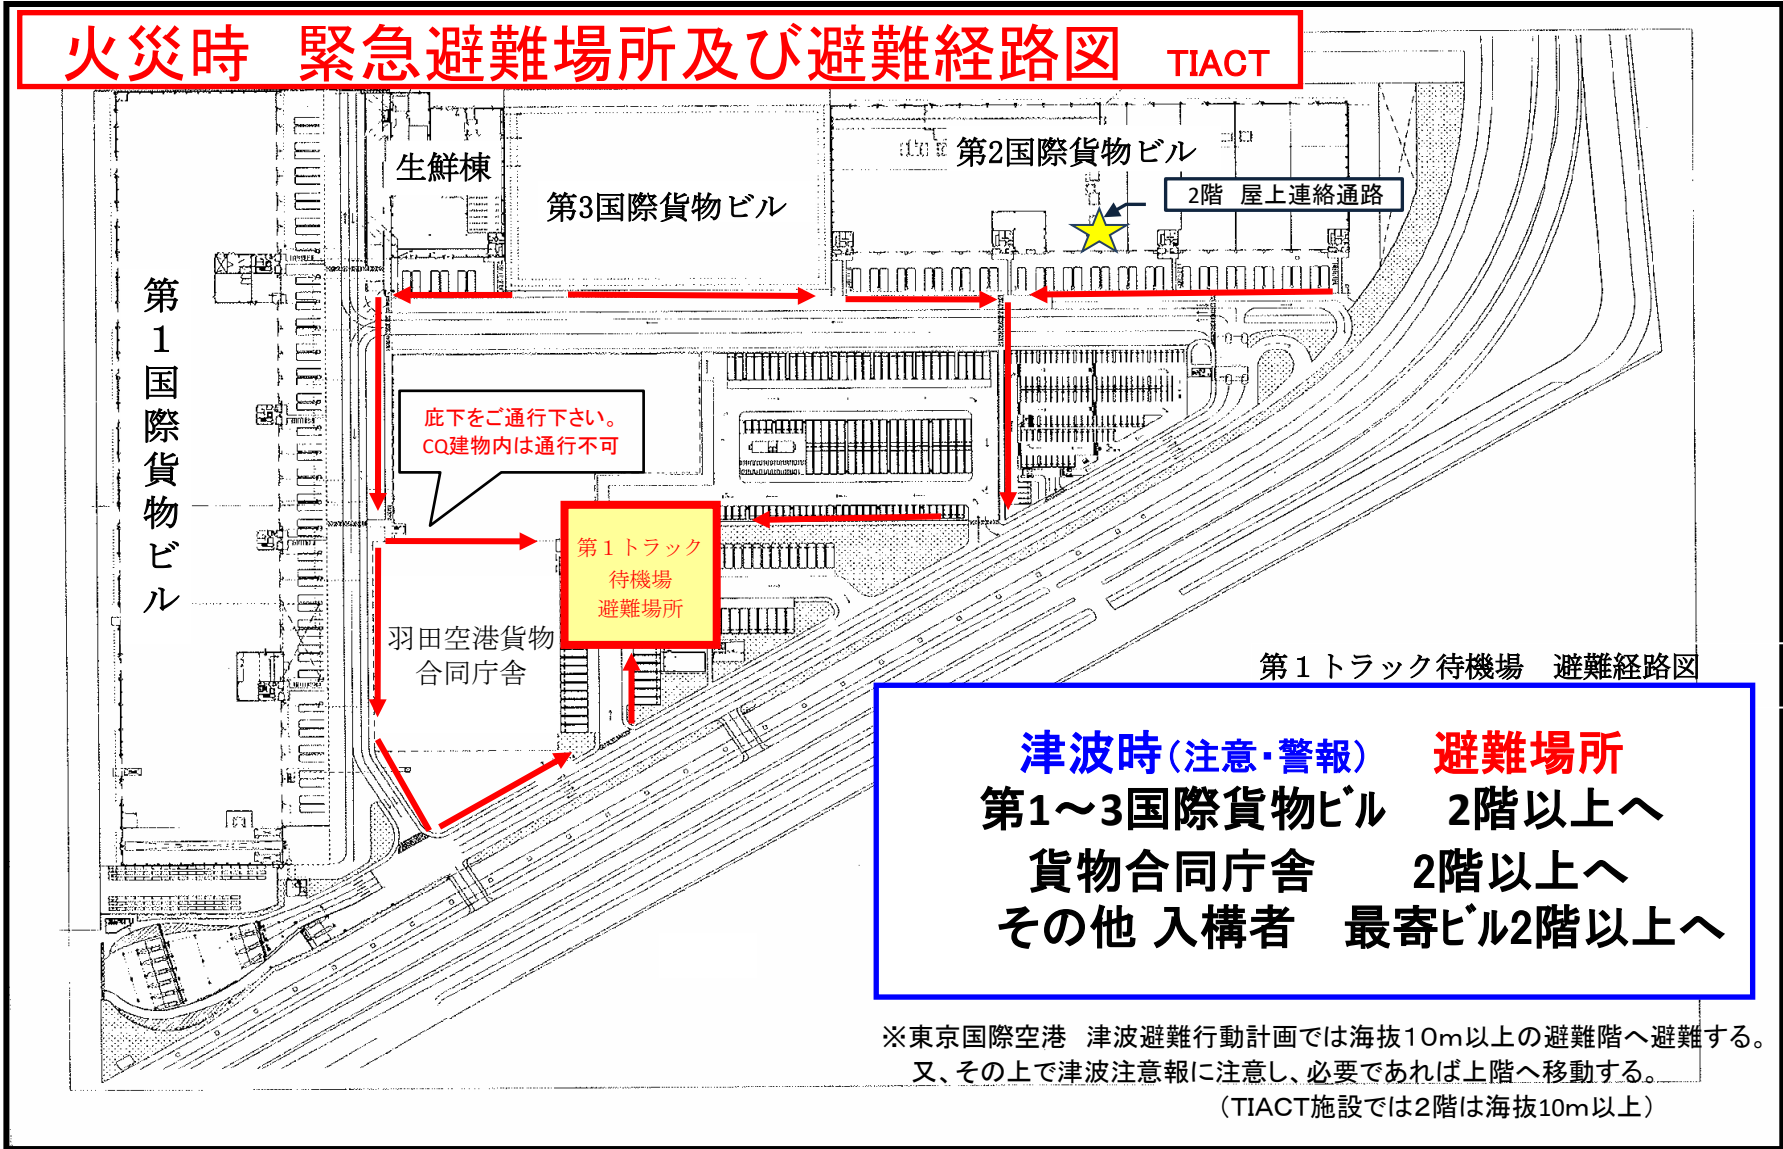 火災時　緊急避難場所及び避難経路図　TIACT
生鮮棟
第3国際貨物ビル
第2国際貨物ビル
2階　屋上連絡通路
第1国際貨物ビル
庇下をご通行下さい。
CQ建物内は通行不可
第１トラック
待機場
避難場所
羽田空港貨物
合同庁舎
第１トラック待機場　避難経路図
津波時（注意・警報）　避難場所
第1～3国際貨物ビル　2階以上へ
貨物合同庁舎　2階以上へ
その他 入構者　最寄ビル2階以上へ
※東京国際空港　津波避難行動計画では海抜10m以上の避難階へ避難する。
又、その上で津波注意報に注意し、必要であれば上階へ移動する。
（TIACT施設では2階は海抜10m以上）